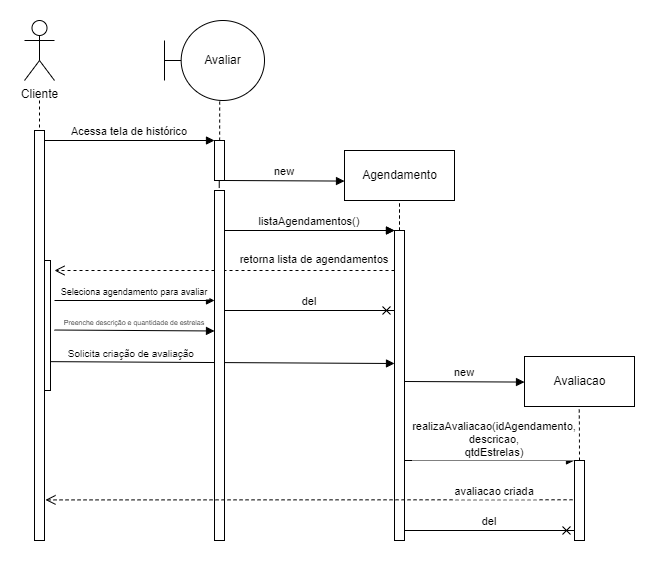 Avaliar
Cliente
Acessa tela de histórico
new
Agendamento
listaAgendamentos()
retorna lista de agendamentos
Seleciona agendamento para avaliar
del
Preenche descrição e quantidade de estrelas
Solicita criação de avaliação
new
Avaliacao
realizaAvaliacao(idAgendamento,
descricao,
qtdEstrelas)
avaliacao criada
del